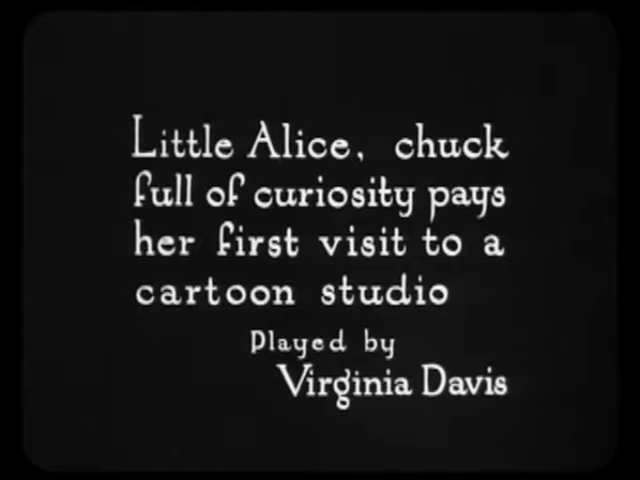 Little Alice, chuck
full of curiosity pays
her first visit to a
cartoon studio
Played by
Virginia Davis